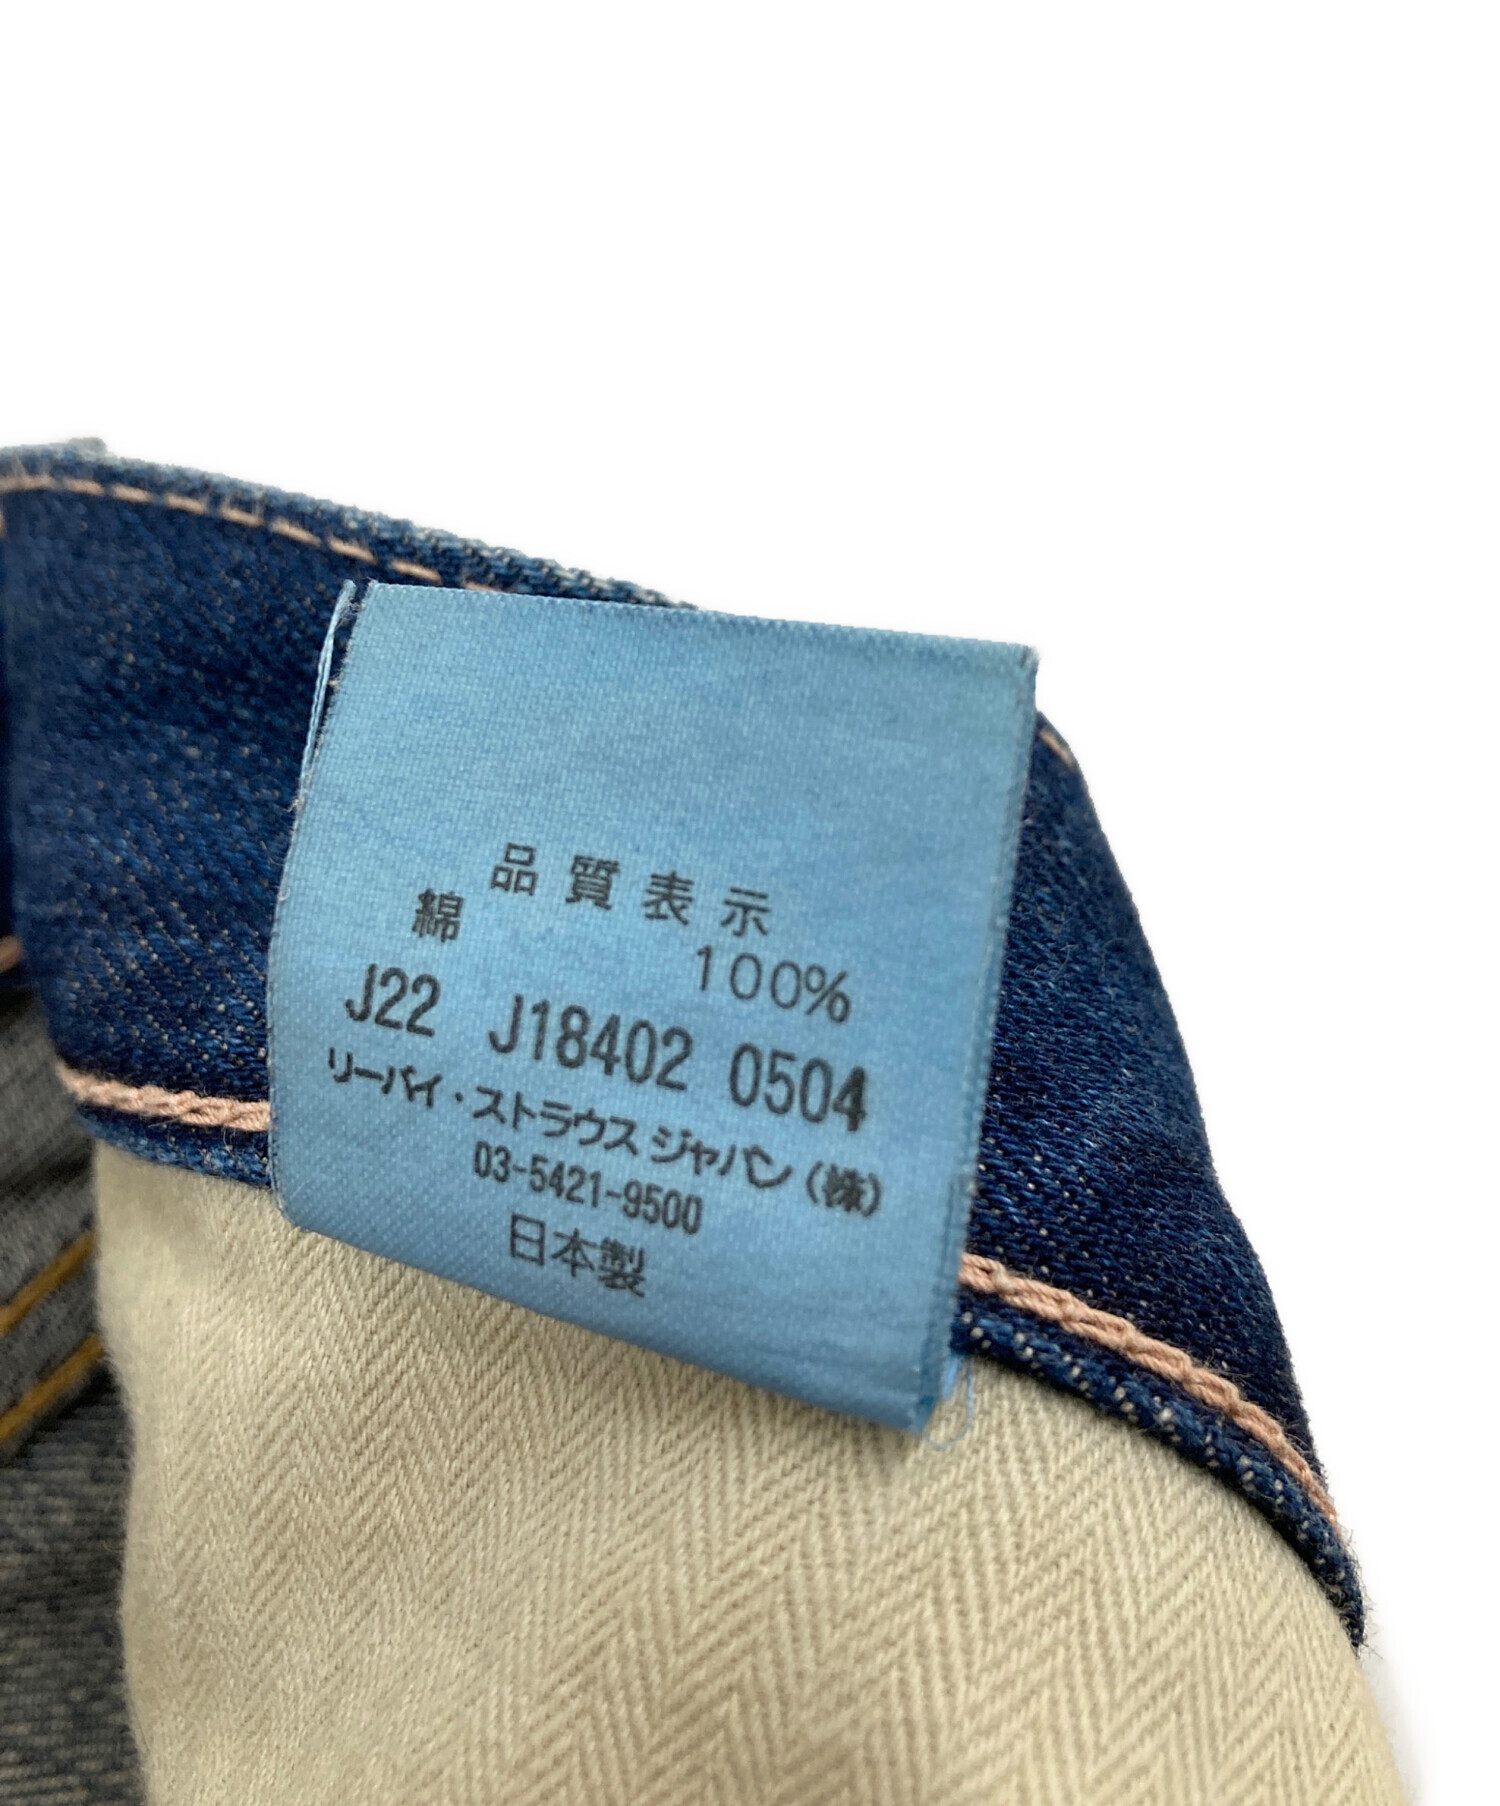 品質表示
綿 100%
J22 J18402 0504
リーバイ・ストラウス ジャパン（株）
03-5421-9500
日本製